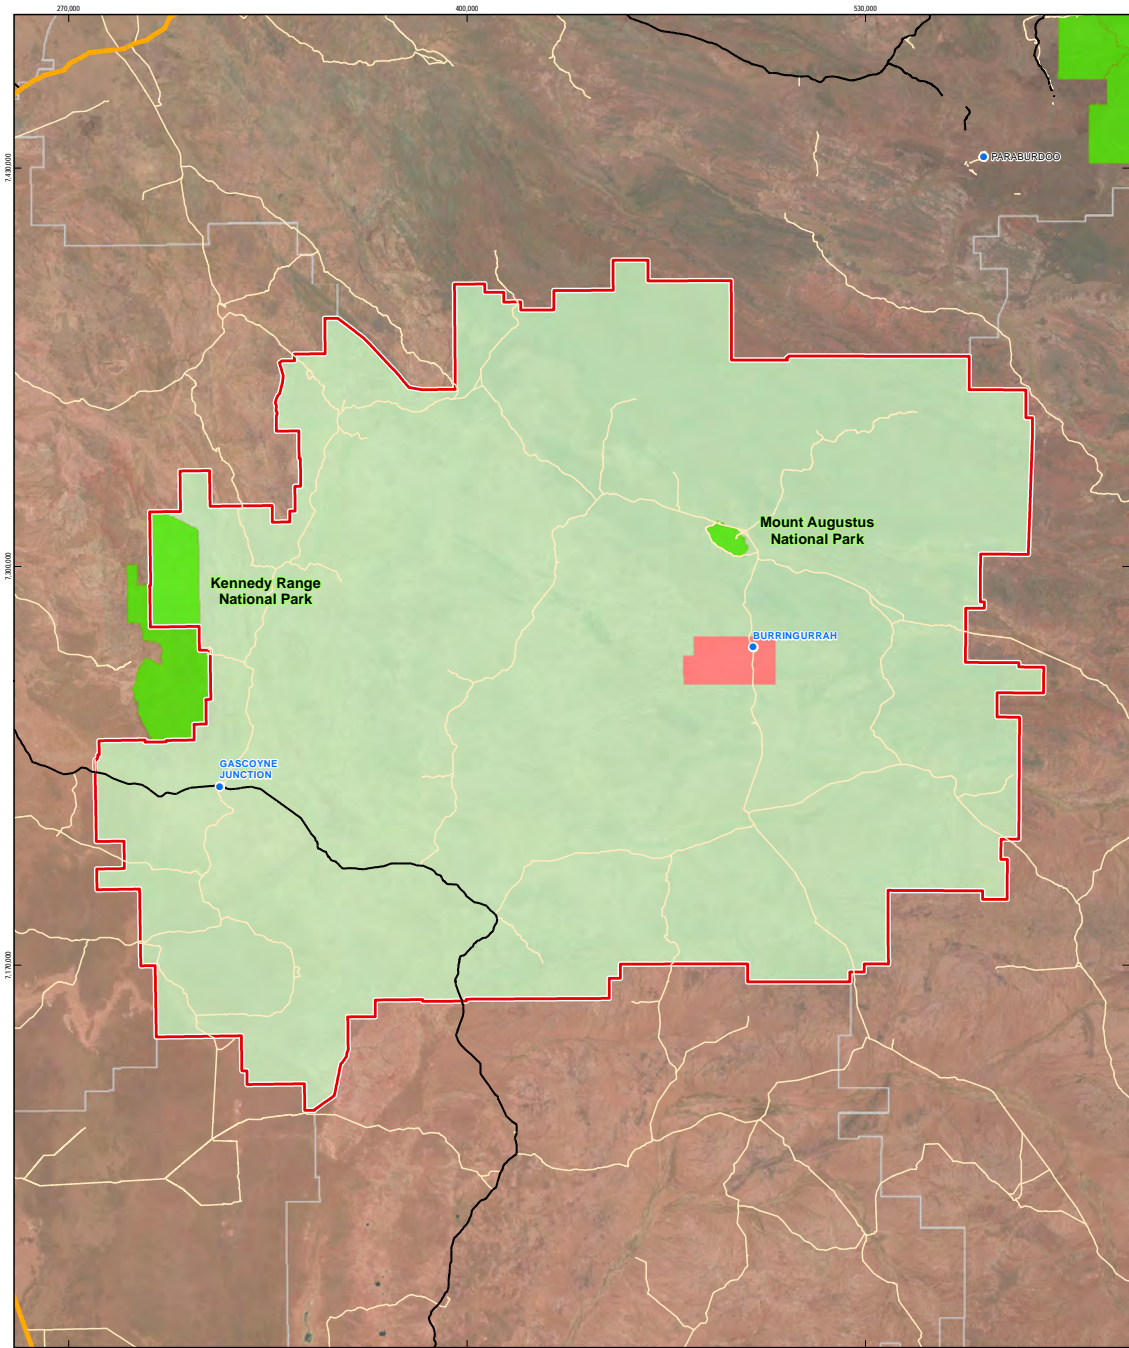 270,000
400,000
530,000
7,430,000
PARABURDOO
Mount Augustus
National Park
7,300,000
Kennedy Range
National Park
BURRINGURRAH
GASCOYNE
JUNCTION
7,170,000